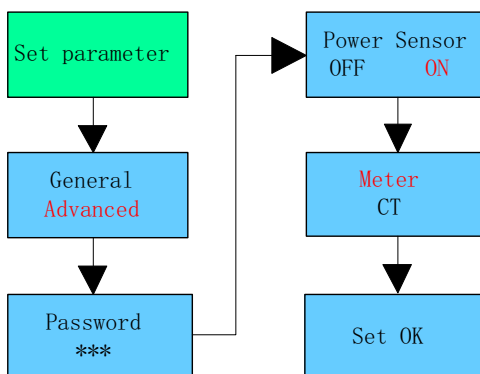 Set parameter
General
Advanced
Password
***
Power Sensor
OFF ON
Meter
CT
Set OK